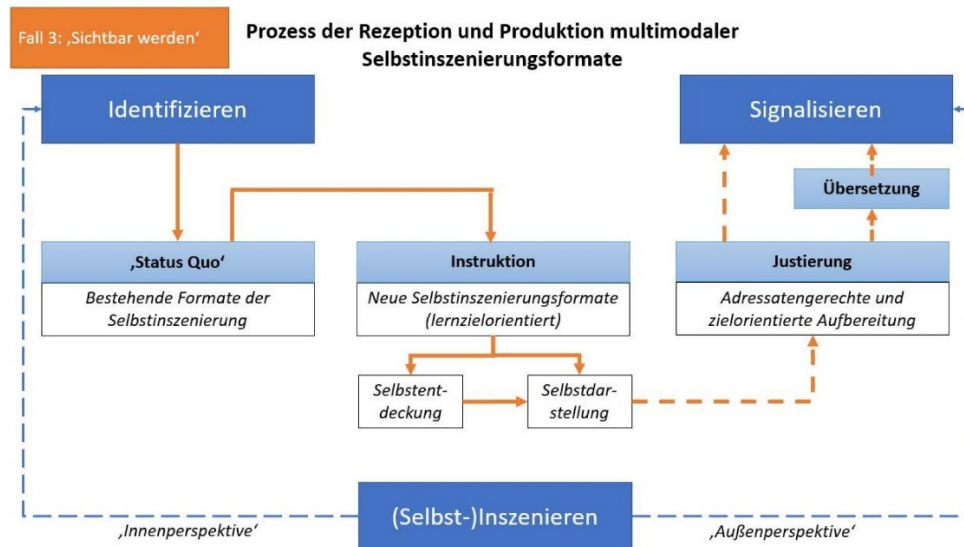 Fall 3: ‚Sichtbar werden‘
Prozess der Rezeption und Produktion multimodaler
Selbstinszenierungsformate
Identifizieren
Signalisieren
Übersetzung
‚Status Quo‘
Bestehende Formate der
Selbstinszenierung
Instruktion
Neue Selbstinszenierungsformate
(lernzielorientiert)
Justierung
Adressatengerechte und
zielorientierte Aufbereitung
Selbstent-
deckung
Selbstdar-
stellung
(Selbst-)Inszenieren
‚Innenperspektive‘
‚Außenperspektive‘